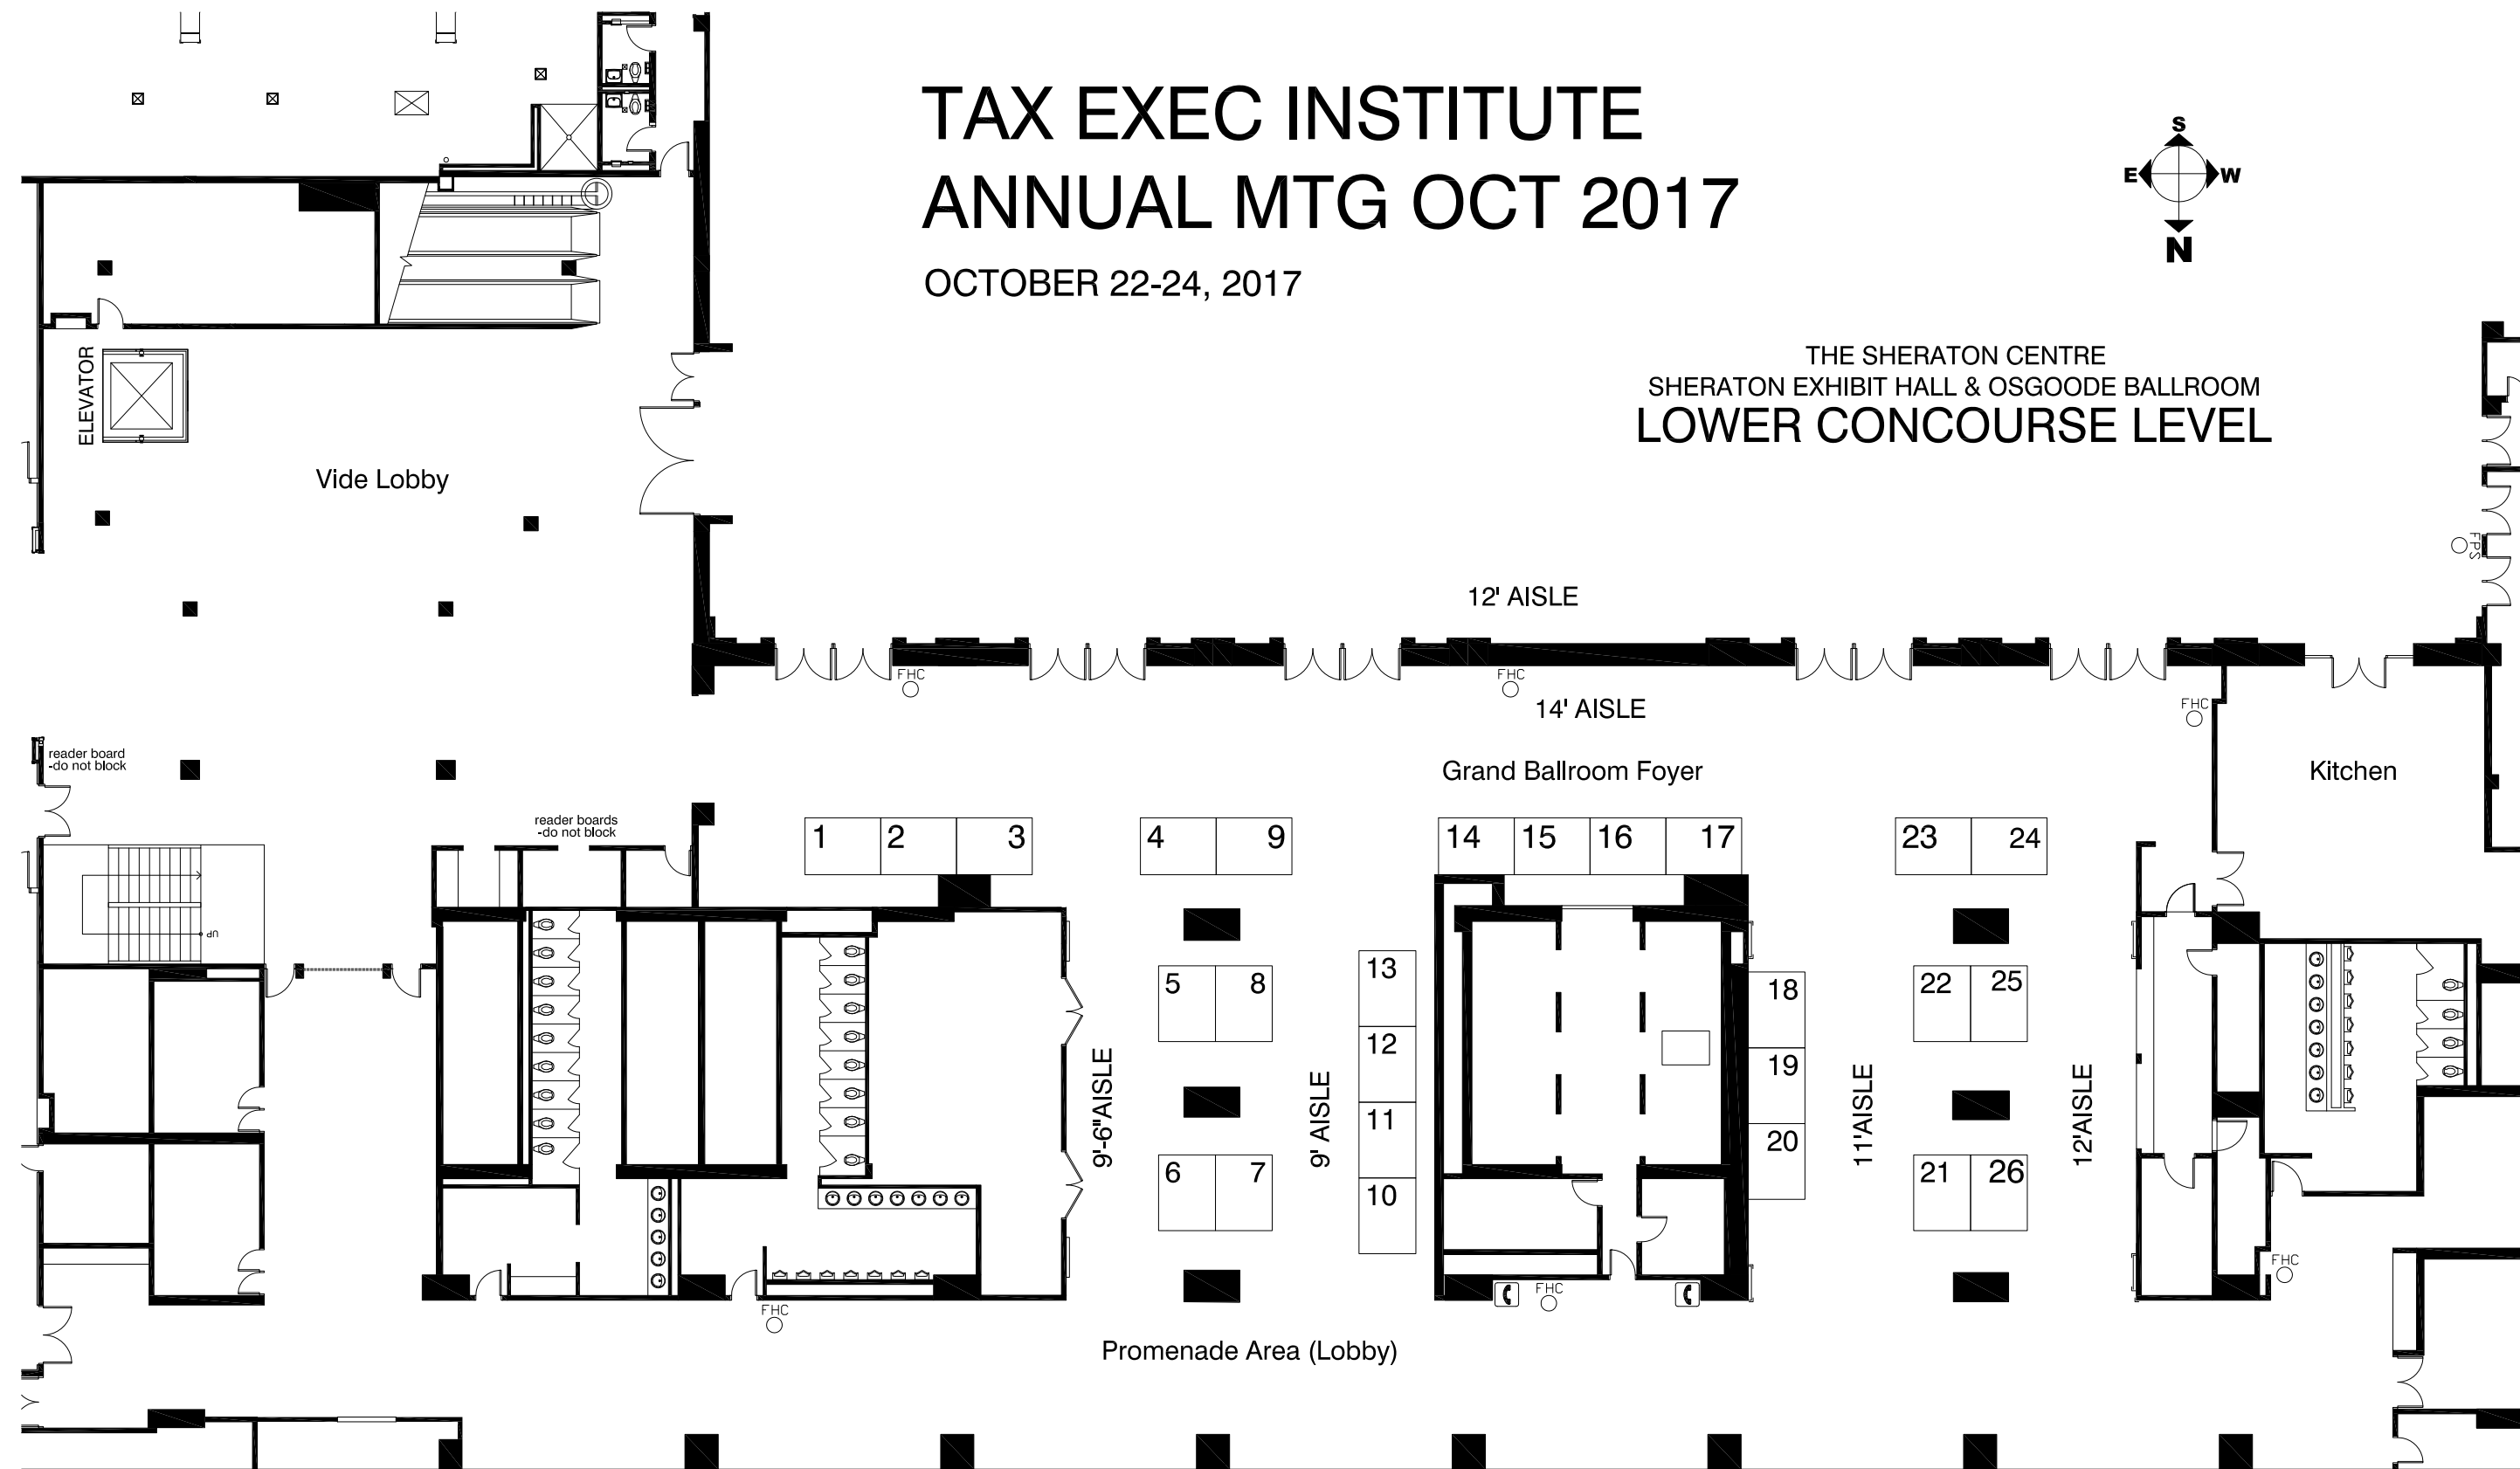 TAX EXEC INSTITUTE
ANNUAL MTG OCT 2017
OCTOBER 22-24, 2017
S
E
W
N
THE SHERATON CENTRE
SHERATON EXHIBIT HALL & OSGOODE BALLROOM
LOWER CONCOURSE LEVEL
ELEVATOR
Vide Lobby
FPS
12' AISLE
FHC
FHC
FHC
14' AISLE
reader board
-do not block
Grand Ballroom Foyer
Kitchen
reader boards
-do not block
1 2 3
4 9
14 15 16 17
23 24
UP
13
12
11
10
5 8
6 7
18
19
20
22 25
21 26
9'-6"AISLE
9' AISLE
11'AISLE
12'AISLE
FHC
FHC
FHC
Promenade Area (Lobby)